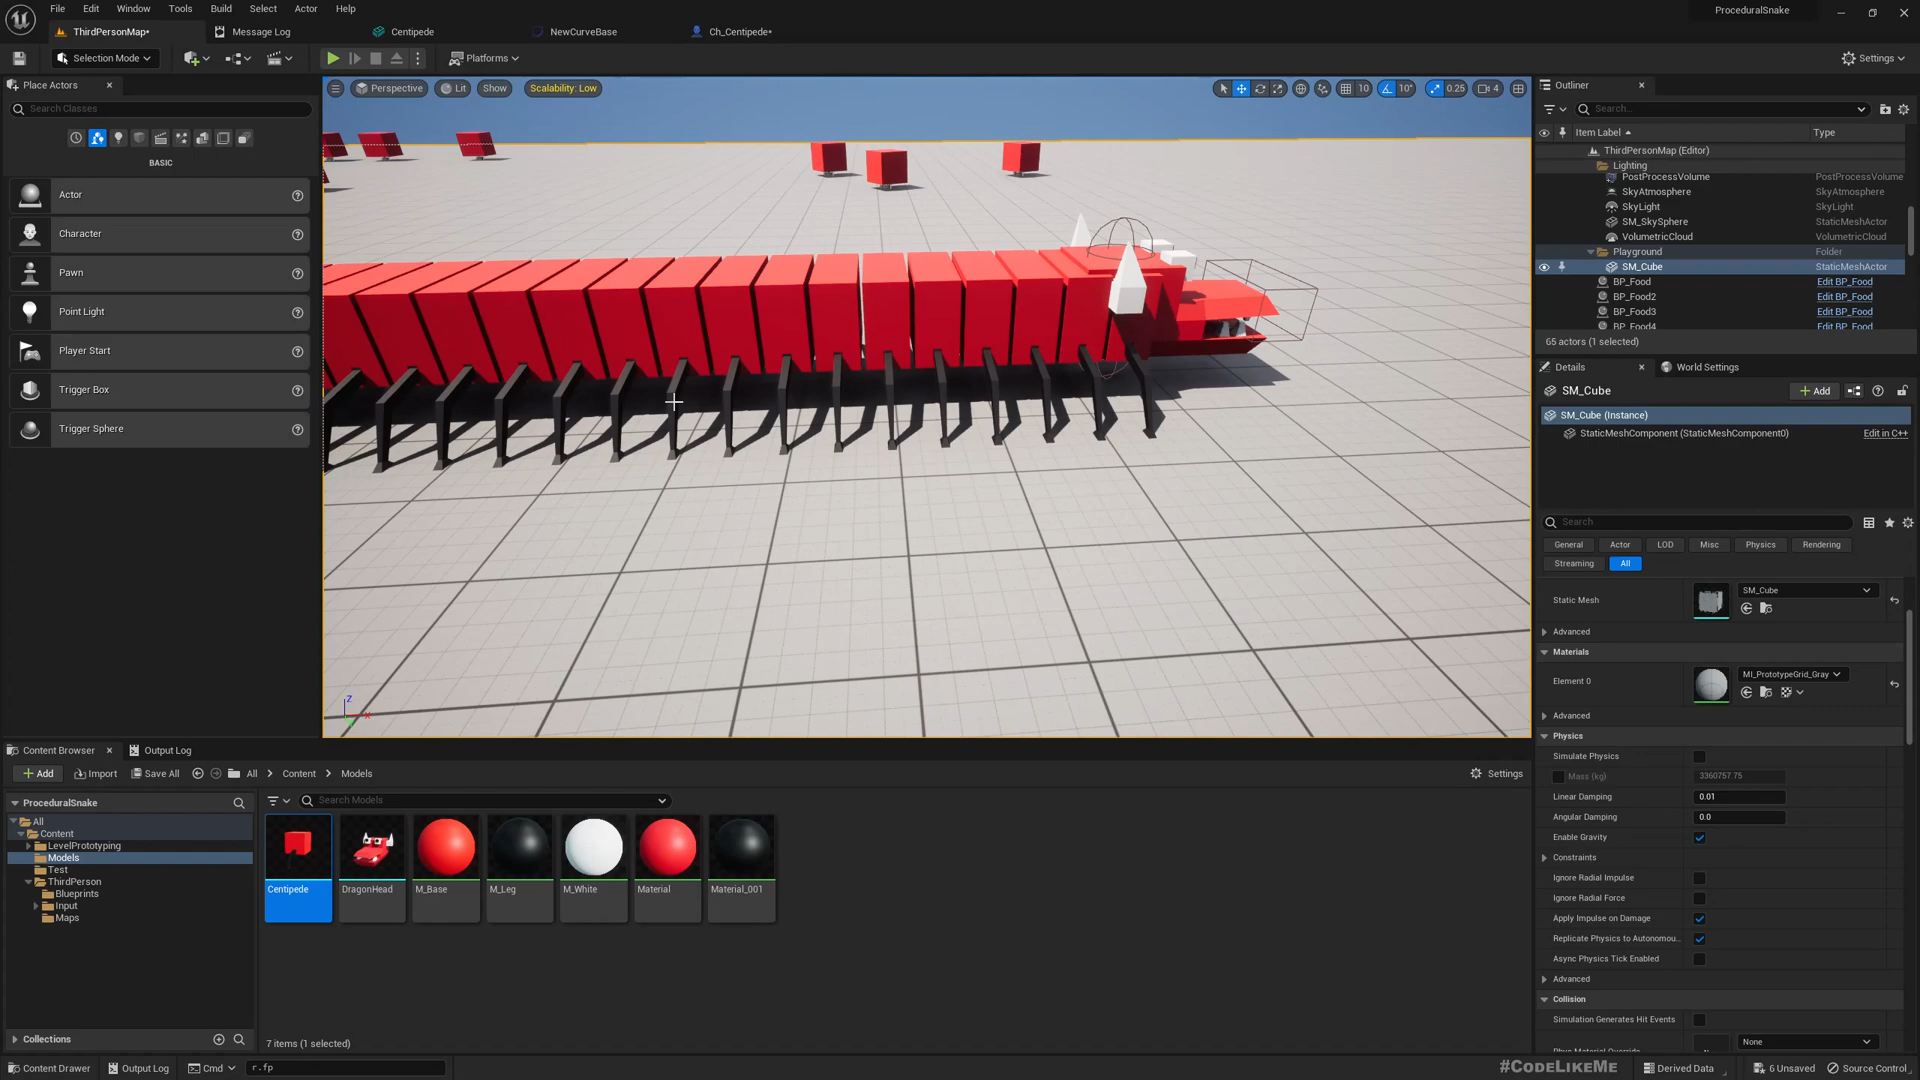 File Edit Window Tools Build Select Actor Help
ProceduralSnake
ThirdPersonMap* Message Log Centipede NewCurveBase Ch_Centipede*
Selection Mode Platforms Settings
Place Actors
Search Classes
BASIC
Actor
Character
Pawn
Point Light
Player Start
Trigger Box
Trigger Sphere
Perspective Lit Show Scalability: Low 10 10° 0.25 4
Z
X
Outliner
Search...
Item Label Type
ThirdPersonMap (Editor)
Lighting
PostProcessVolume PostProcessVolume
SkyAtmosphere SkyAtmosphere
SkyLight SkyLight
SM_SkySphere StaticMeshActor
VolumetricCloud VolumetricCloud
Playground Folder
SM_Cube StaticMeshActor
BP_Food Edit BP_Food
BP_Food2 Edit BP_Food
BP_Food3 Edit BP_Food
BP_Food4 Edit BP_Food
65 actors (1 selected)
Details World Settings
SM_Cube Add
SM_Cube (Instance)
StaticMeshComponent (StaticMeshComponent0) Edit in C++
Search
General Actor LOD Misc Physics Rendering
Streaming All
Static Mesh SM_Cube
Advanced
Materials
Element 0 MI_PrototypeGrid_Gray
Advanced
Physics
Simulate Physics
Mass (kg) 3360757.75
Linear Damping 0.01
Angular Damping 0.0
Enable Gravity
Constraints
Ignore Radial Impulse
Ignore Radial Force
Apply Impulse on Damage
Replicate Physics to Autonomou..
Async Physics Tick Enabled
Advanced
Collision
Simulation Generates Hit Events
None
Content Browser Output Log
Add Import Save All All Content Models Settings
ProceduralSnake
Search Models
All
Content
LevelPrototyping
Models
Test
ThirdPerson
Blueprints
Input
Maps
Centipede DragonHead M_Base M_Leg M_White Material Material_001
Collections
7 items (1 selected)
Content Drawer Output Log Cmd r.fp
#CODELIKEME
Derived Data 6 Unsaved Source Control